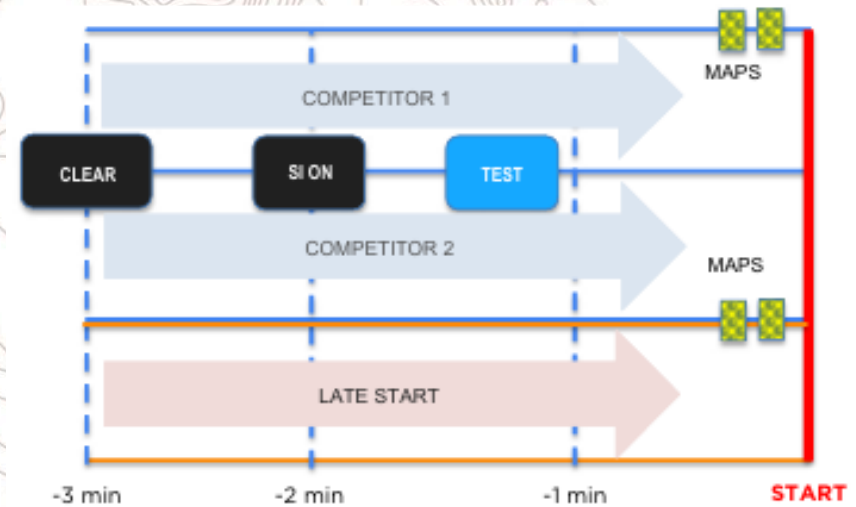 MAPS
COMPETITOR 1
CLEAR
SI ON
TEST
COMPETITOR 2
MAPS
LATE START
-3 min
-2 min
-1 min
START